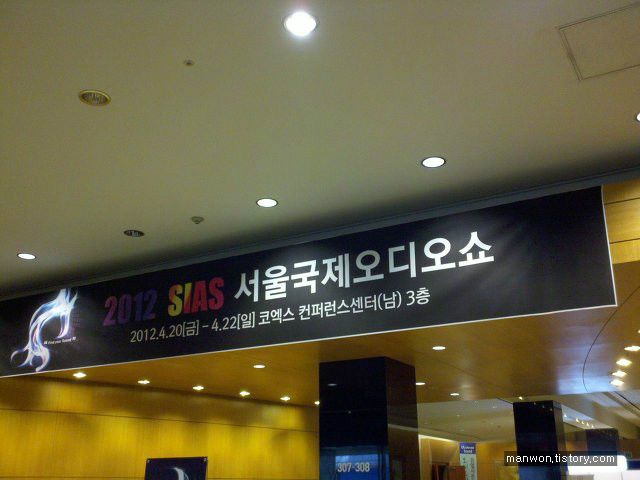 2012 SIAS 서울국제오디오쇼
2012.4.20[금] – 4.22[일] 코엑스 컨퍼런스센터(남) 3층
307-308
manwon.tistory.com